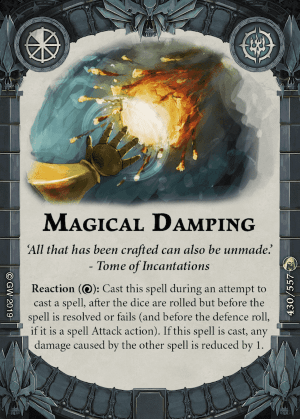 MAGICAL DAMPING
‘All that has been crafted can also be unmade.’
- Tome of Incantations
Reaction (): Cast this spell during an attempt to
cast a spell, after the dice are rolled but before the
spell is resolved or fails (and before the defence roll,
if it is a spell Attack action). If this spell is cast, any
damage caused by the other spell is reduced by 1.
© GW 2019
430/557